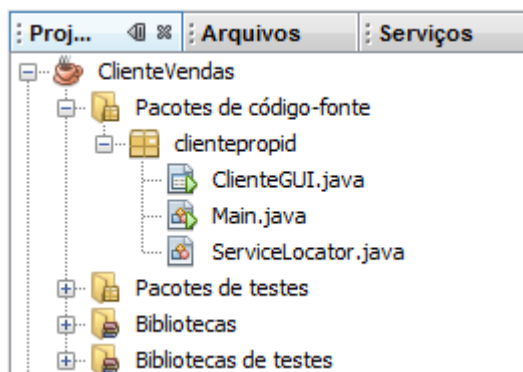 Proj... Arquivos Serviços
ClienteVendas
Pacotes de código-fonte
clientepropid
ClienteGUI.java
Main.java
ServiceLocator.java
Pacotes de testes
Bibliotecas
Bibliotecas de testes